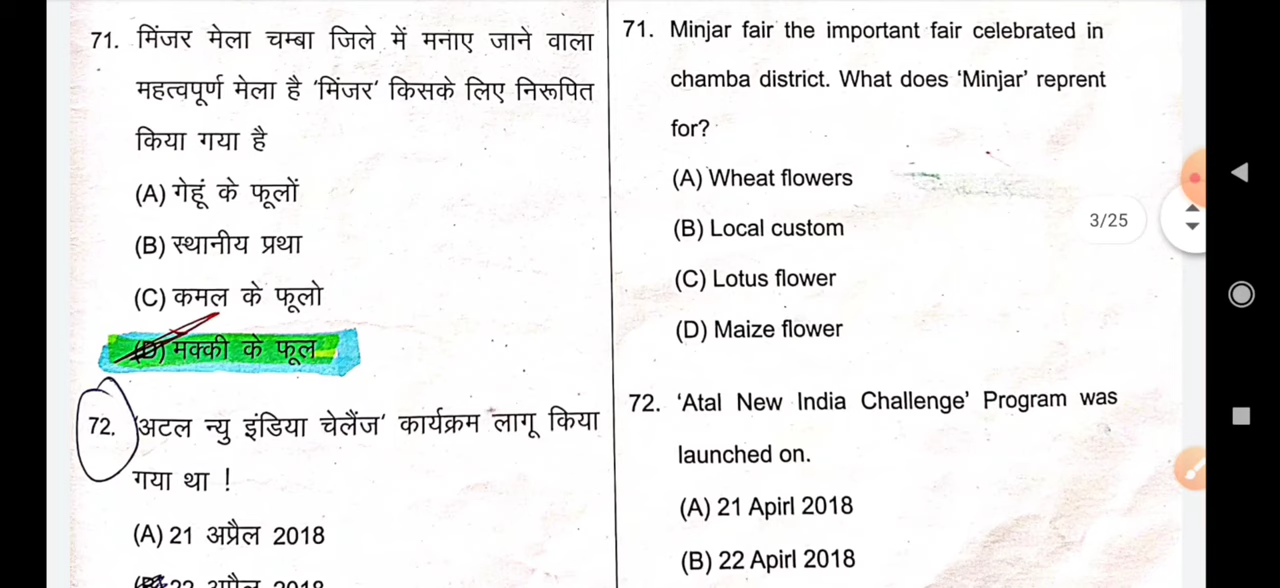 71. मिंजर मेला चम्बा जिले में मनाए जाने वाला
महत्वपूर्ण मेला है ‘मिंजर’ किसके लिए निरूपित
किया गया है
(A) गेहूं के फूलों
(B) स्थानीय प्रथा
(C) कमल के फूलो
(D) मक्की के फूल
72. ‘अटल न्यु इंडिया चेलैंज’ कार्यक्रम लागू किया
गया था !
(A) 21 अप्रैल 2018
71. Minjar fair the important fair celebrated in
chamba district. What does ‘Minjar’ reprent
for?
(A) Wheat flowers
(B) Local custom
(C) Lotus flower
(D) Maize flower
72. ‘Atal New India Challenge’ Program was
launched on.
(A) 21 Apirl 2018
(B) 22 Apirl 2018
3/25